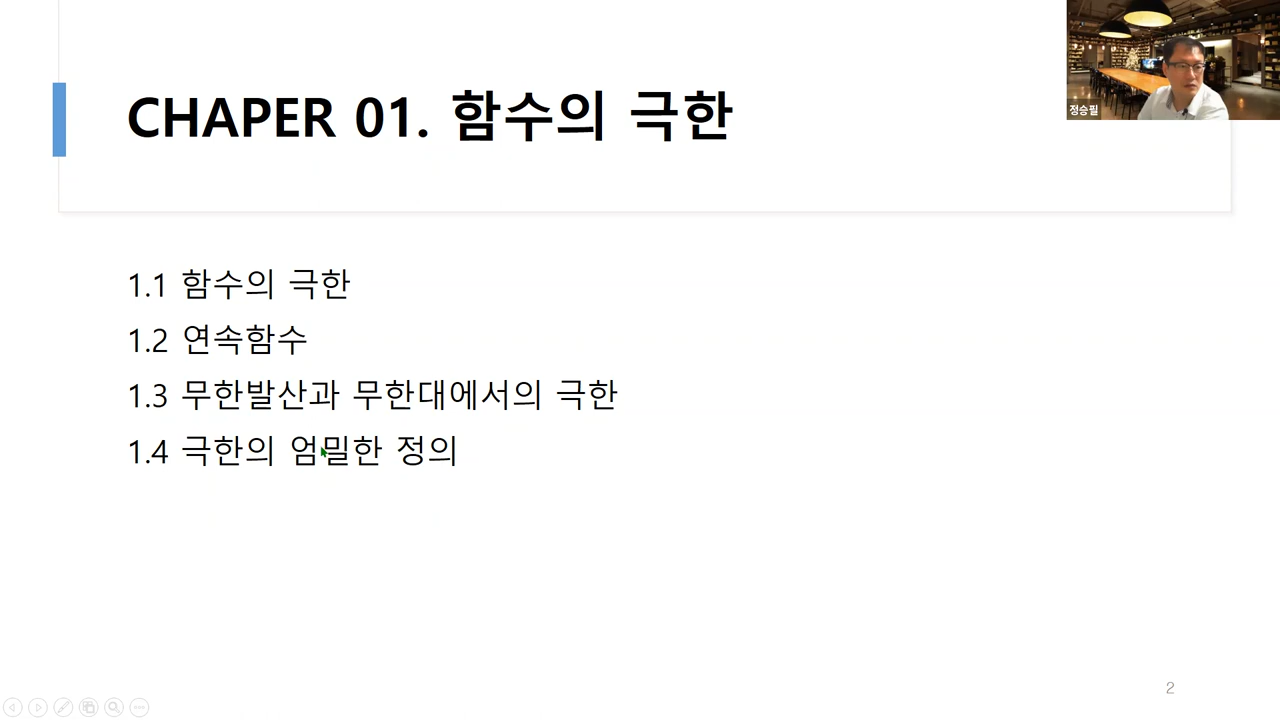 CHAPER 01. 함수의 극한
정승필
1.1 함수의 극한
1.2 연속함수
1.3 무한발산과 무한대에서의 극한
1.4 극한의 엄밀한 정의
2